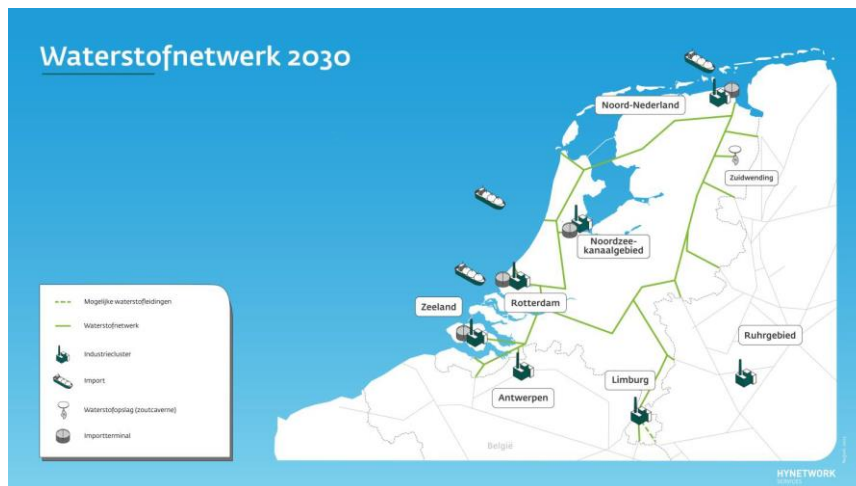 Waterstofnetwerk 2030
Noord-Nederland
Zuidwending
Noordzee-
kanaalgebied
Rotterdam
Zeeland
Ruhrgebied
Antwerpen
Limburg
België
Mogelijke waterstofleidingen
Waterstofnetwerk
Industriecluster
Import
Waterstofopslag (zoutcaverne)
Importterminal
HYNETWORK
SERVICES